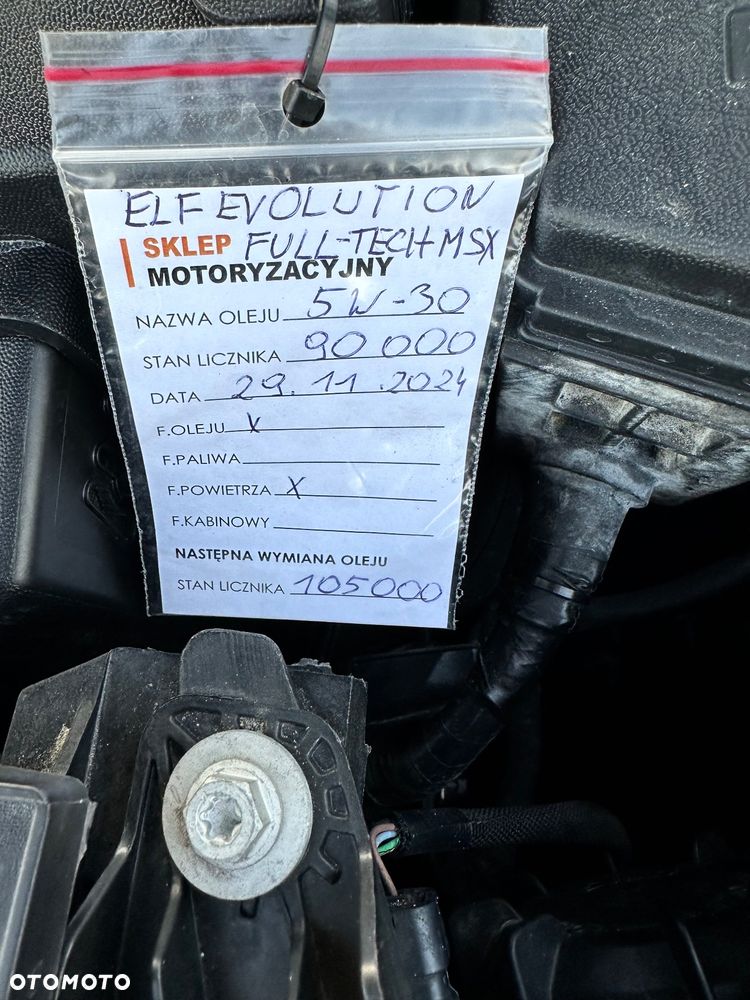 ELF EVOLUTION
SKLEP FULL-TECH MSX
MOTORYZACYJNY
NAZWA OLEJU 5W-30
STAN LICZNIKA 90 000
DATA 29.11.2024
F.OLEJU X
F.PALIWA
F.POWIETRZA X
F.KABINOWY
NASTĘPNA WYMIANA OLEJU
STAN LICZNIKA 105000
OTOMOTO